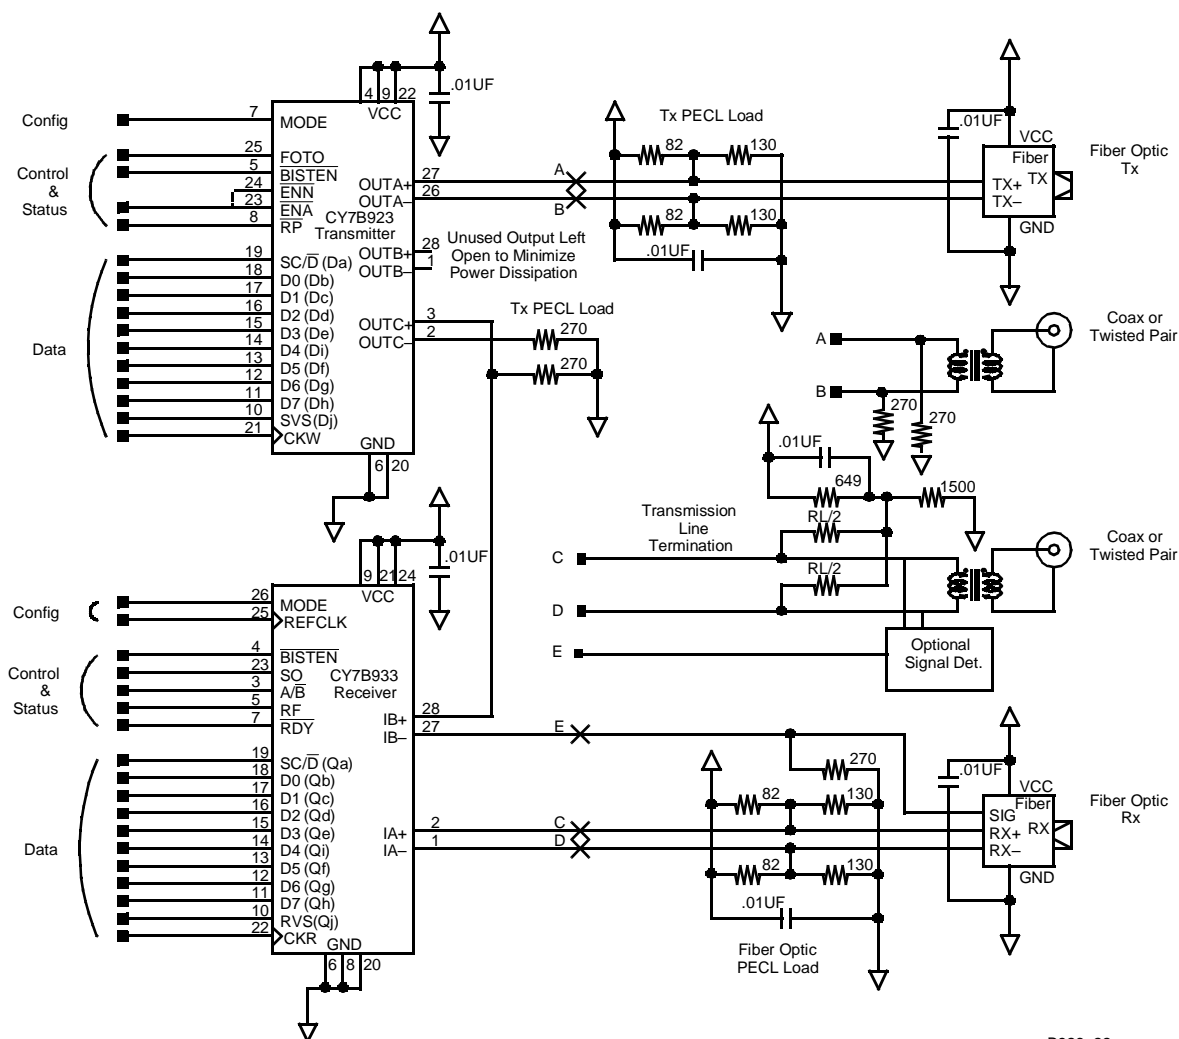 Config
Control
&
Status
Data
7
25
5
24
23
8
19
18
17
16
15
14
13
12
11
10
21
4 9 22
VCC
.01UF
MODE
FOTO
BISTEN
ENN
ENA
RP
CY7B923
Transmitter
SC/D (Da)
D0 (Db)
D1 (Dc)
D2 (Dd)
D3 (De)
D4 (Di)
D5 (Df)
D6 (Dg)
D7 (Dh)
SVS(Dj)
CKW
GND
6 20
OUTA+ 27
OUTA– 26
OUTB+ 28
OUTB– 1
OUTC+ 3
OUTC– 2
Unused Output Left
Open to Minimize
Power Dissipation
Tx PECL Load
270
270
A
B
Tx PECL Load
82 130
82 130
.01UF
.01UF
VCC
Fiber
TX
TX+
TX–
GND
Fiber Optic
Tx
A
B
270
270
Coax or
Twisted Pair
.01UF
649 1500
RL/2
RL/2
Transmission
Line
Termination
C
D
E
Optional
Signal Det.
Coax or
Twisted Pair
Config
Control
&
Status
Data
26
25
4
23
3
5
7
19
18
17
16
15
14
13
12
11
10
22
9 21 24
VCC
.01UF
MODE
REFCLK
BISTEN
SO
A/B
RF
RDY
CY7B933
Receiver
SC/D (Qa)
D0 (Qb)
D1 (Qc)
D2 (Qd)
D3 (Qe)
D4 (Qi)
D5 (Qf)
D6 (Qg)
D7 (Qh)
RVS(Qj)
CKR
GND
6 8 20
IB+ 28
IB– 27
IA+ 2
IA– 1
E
C
D
270
82 130
82 130
.01UF
Fiber Optic
PECL Load
.01UF
VCC
Fiber
SIG
RX
RX+
RX–
GND
Fiber Optic
Rx